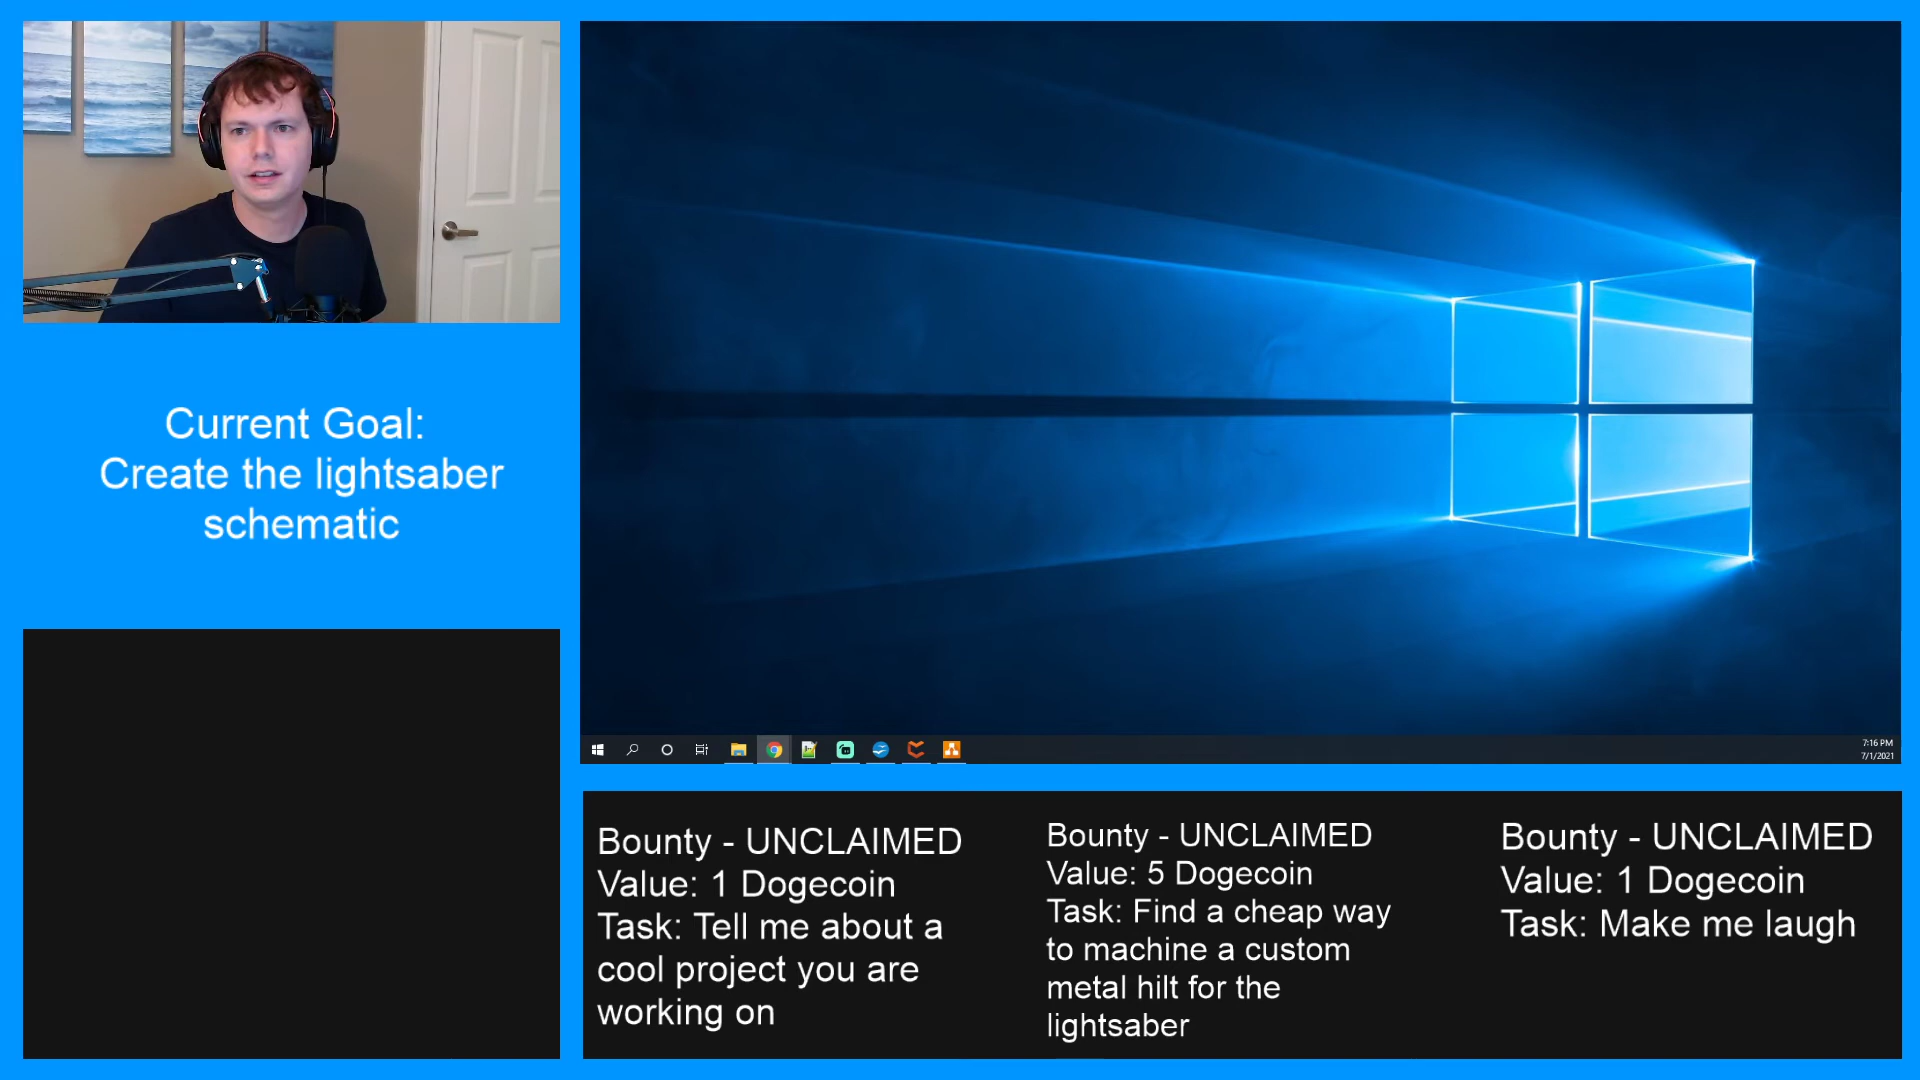 Current Goal:
Create the lightsaber
schematic
7:16 PM
7/1/2021
Bounty - UNCLAIMED
Value: 1 Dogecoin
Task: Tell me about a
cool project you are
working on
Bounty - UNCLAIMED
Value: 5 Dogecoin
Task: Find a cheap way
to machine a custom
metal hilt for the
lightsaber
Bounty - UNCLAIMED
Value: 1 Dogecoin
Task: Make me laugh